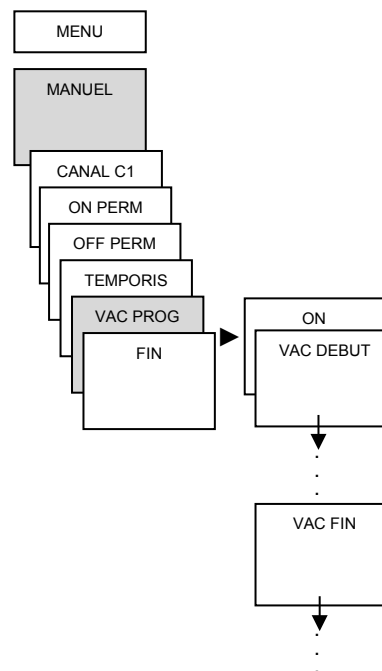 MENU
MANUEL
CANAL C1
ON PERM
OFF PERM
TEMPORIS
VAC PROG
FIN
ON
VAC DEBUT
VAC FIN